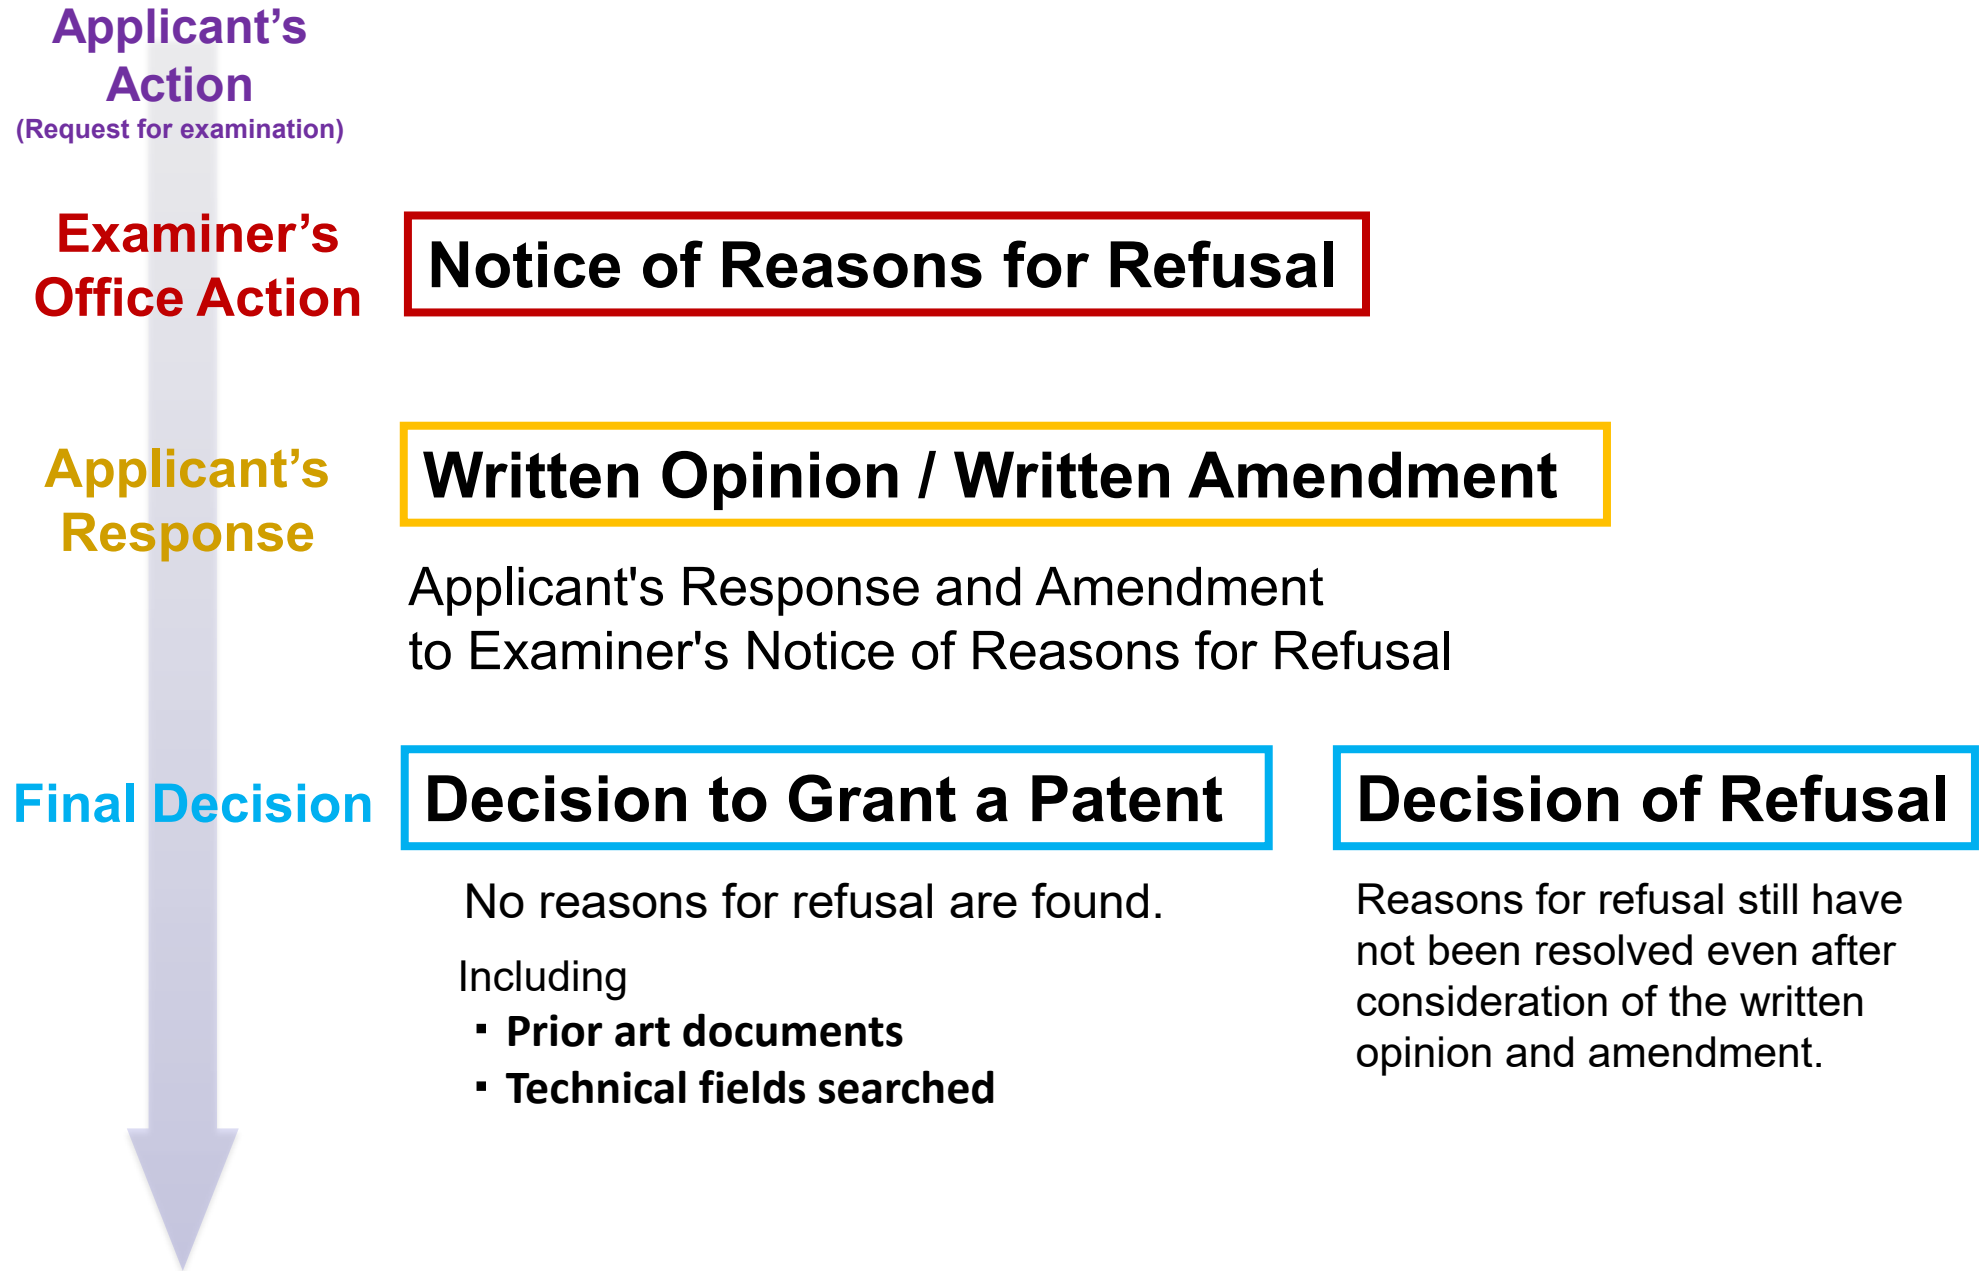 Applicant’s
Action
(Request for examination)
Examiner’s
Office Action
Notice of Reasons for Refusal
Applicant’s
Response
Written Opinion / Written Amendment
Applicant's Response and Amendment
to Examiner's Notice of Reasons for Refusal
Final Decision
Decision to Grant a Patent
No reasons for refusal are found.
Including
・Prior art documents
・Technical fields searched
Decision of Refusal
Reasons for refusal still have
not been resolved even after
consideration of the written
opinion and amendment.